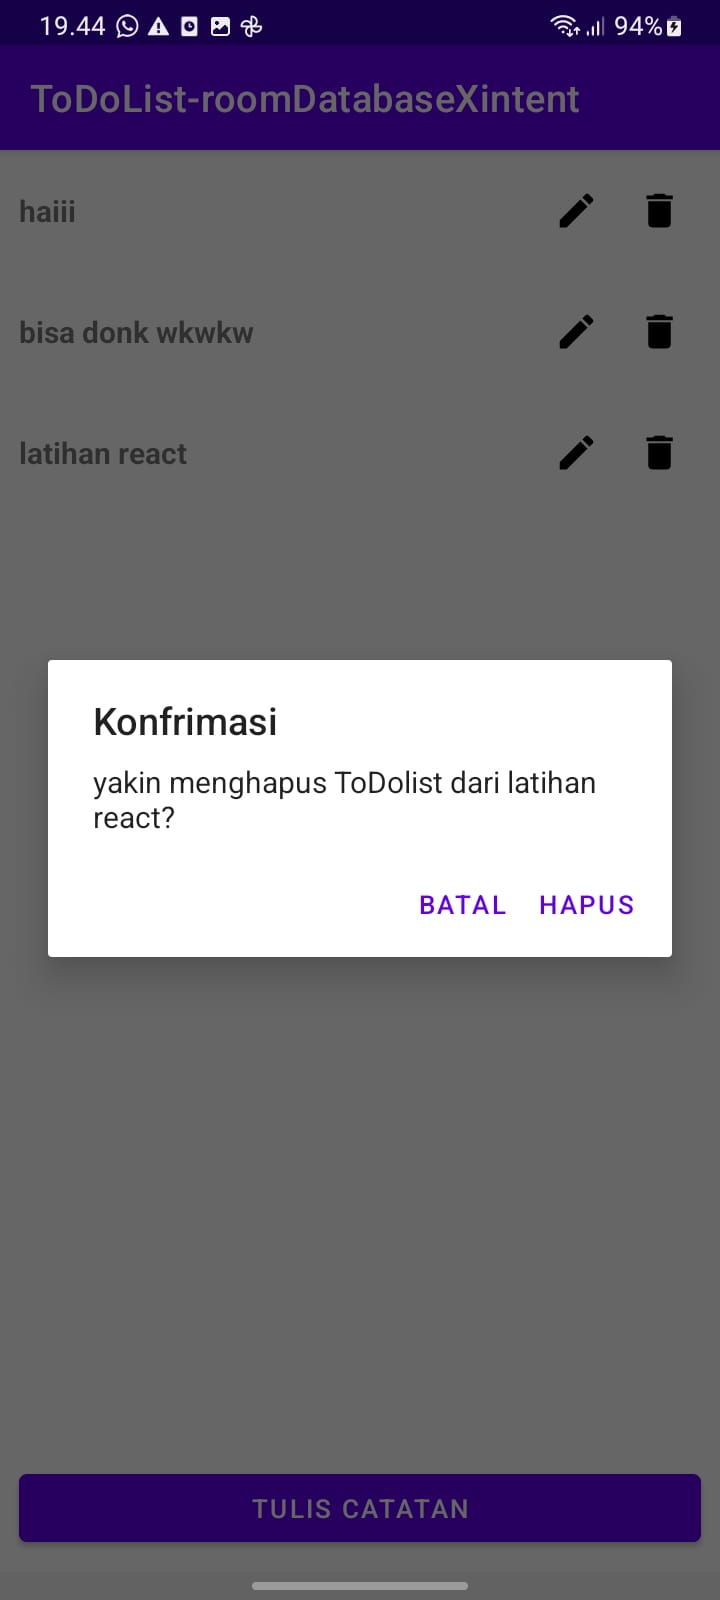 19.44
94%
ToDoList-roomDatabaseXintent
haiii
bisa donk wkwkw
latihan react
Konfrimasi
yakin menghapus ToDolist dari latihan
react?
BATAL HAPUS
TULIS CATATAN